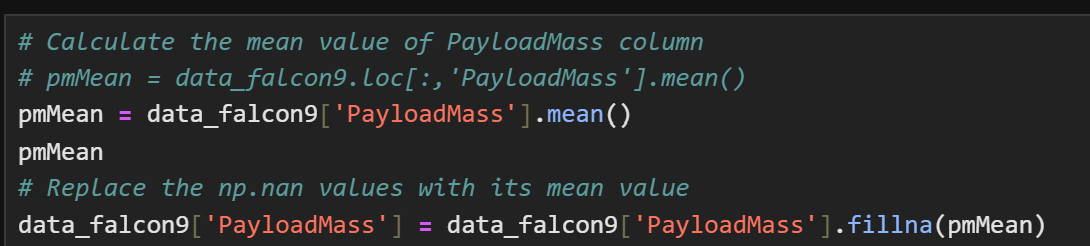 # Calculate the mean value of PayloadMass column
# pmMean = data_falcon9.loc[:,'PayloadMass'].mean()
pmMean = data_falcon9['PayloadMass'].mean()
pmMean
# Replace the np.nan values with its mean value
data_falcon9['PayloadMass'] = data_falcon9['PayloadMass'].fillna(pmMean)